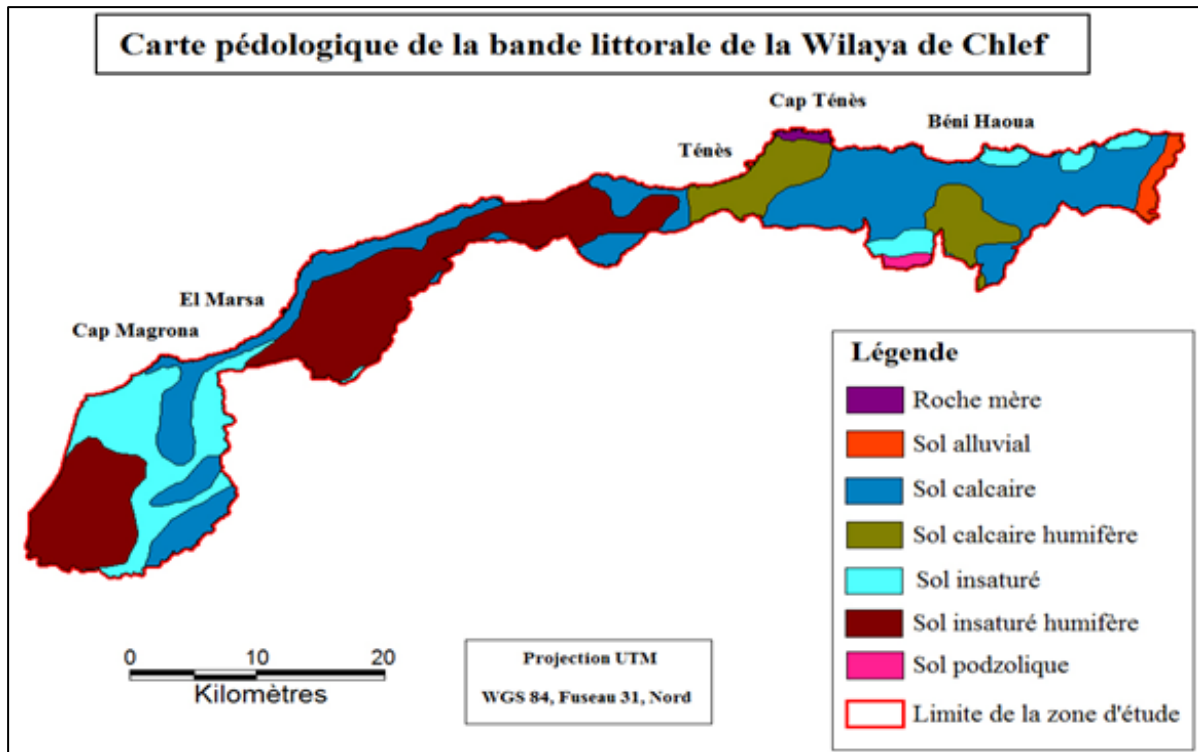 Carte pédologique de la bande littorale de la Wilaya de Chlef
Cap Ténès
Béni Haoua
Ténès
El Marsa
Cap Magrona
Légende
Roche mère
Sol alluvial
Sol calcaire
Sol calcaire humifère
Sol insaturé
Sol insaturé humifère
Sol podzolique
Limite de la zone d'étude
0 10 20
Kilomètres
Projection UTM
WGS 84, Fuseau 31, Nord